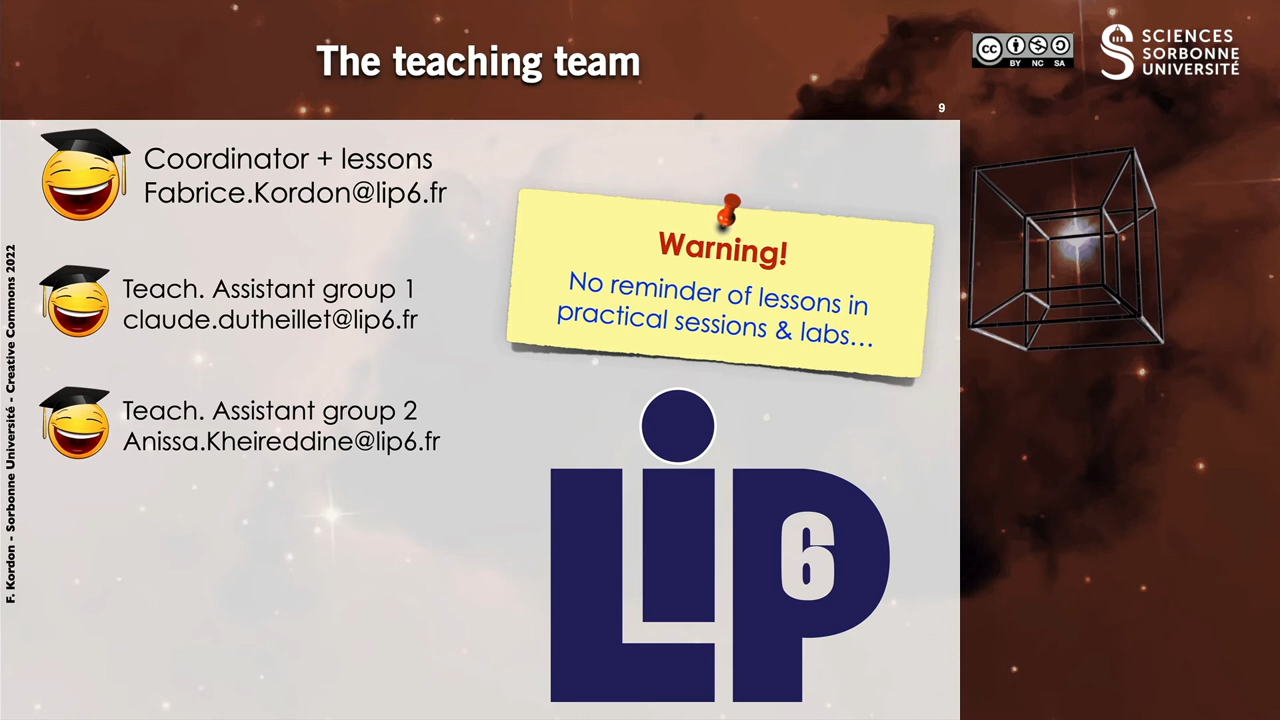 The teaching team
BY NC SA
SCIENCES
SORBONNE
UNIVERSITÉ
9
Coordinator + lessons
Fabrice.Kordon@lip6.fr
Teach. Assistant group 1
claude.dutheillet@lip6.fr
Teach. Assistant group 2
Anissa.Kheireddine@lip6.fr
Warning!
No reminder of lessons in
practical sessions & labs...
LiP6
F. Kordon - Sorbonne Université - Creative Commons 2022